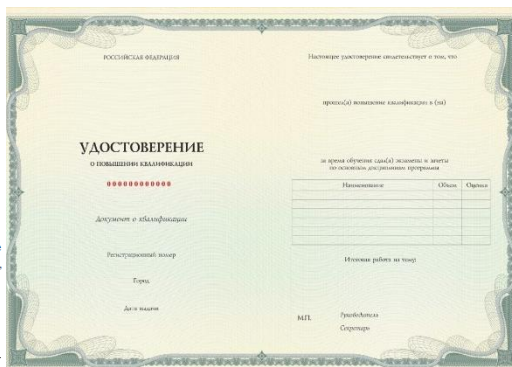 РОССИЙСКАЯ ФЕДЕРАЦИЯ
УДОСТОВЕРЕНИЕ
О ПОВЫШЕНИИ КВАЛИФИКАЦИИ
000000000000
Документ о квалификации
Регистрационный номер
Город
Дата выдачи
Настоящее удостоверение свидетельствует о том, что
прошел(а) повышение квалификации в (на)
за время обучения сдал(а) экзамены и зачеты
по основным дисциплинам программы
Наименование Объем Оценка
Итоговая работа на тему:
М.П. Руководитель
Секретарь